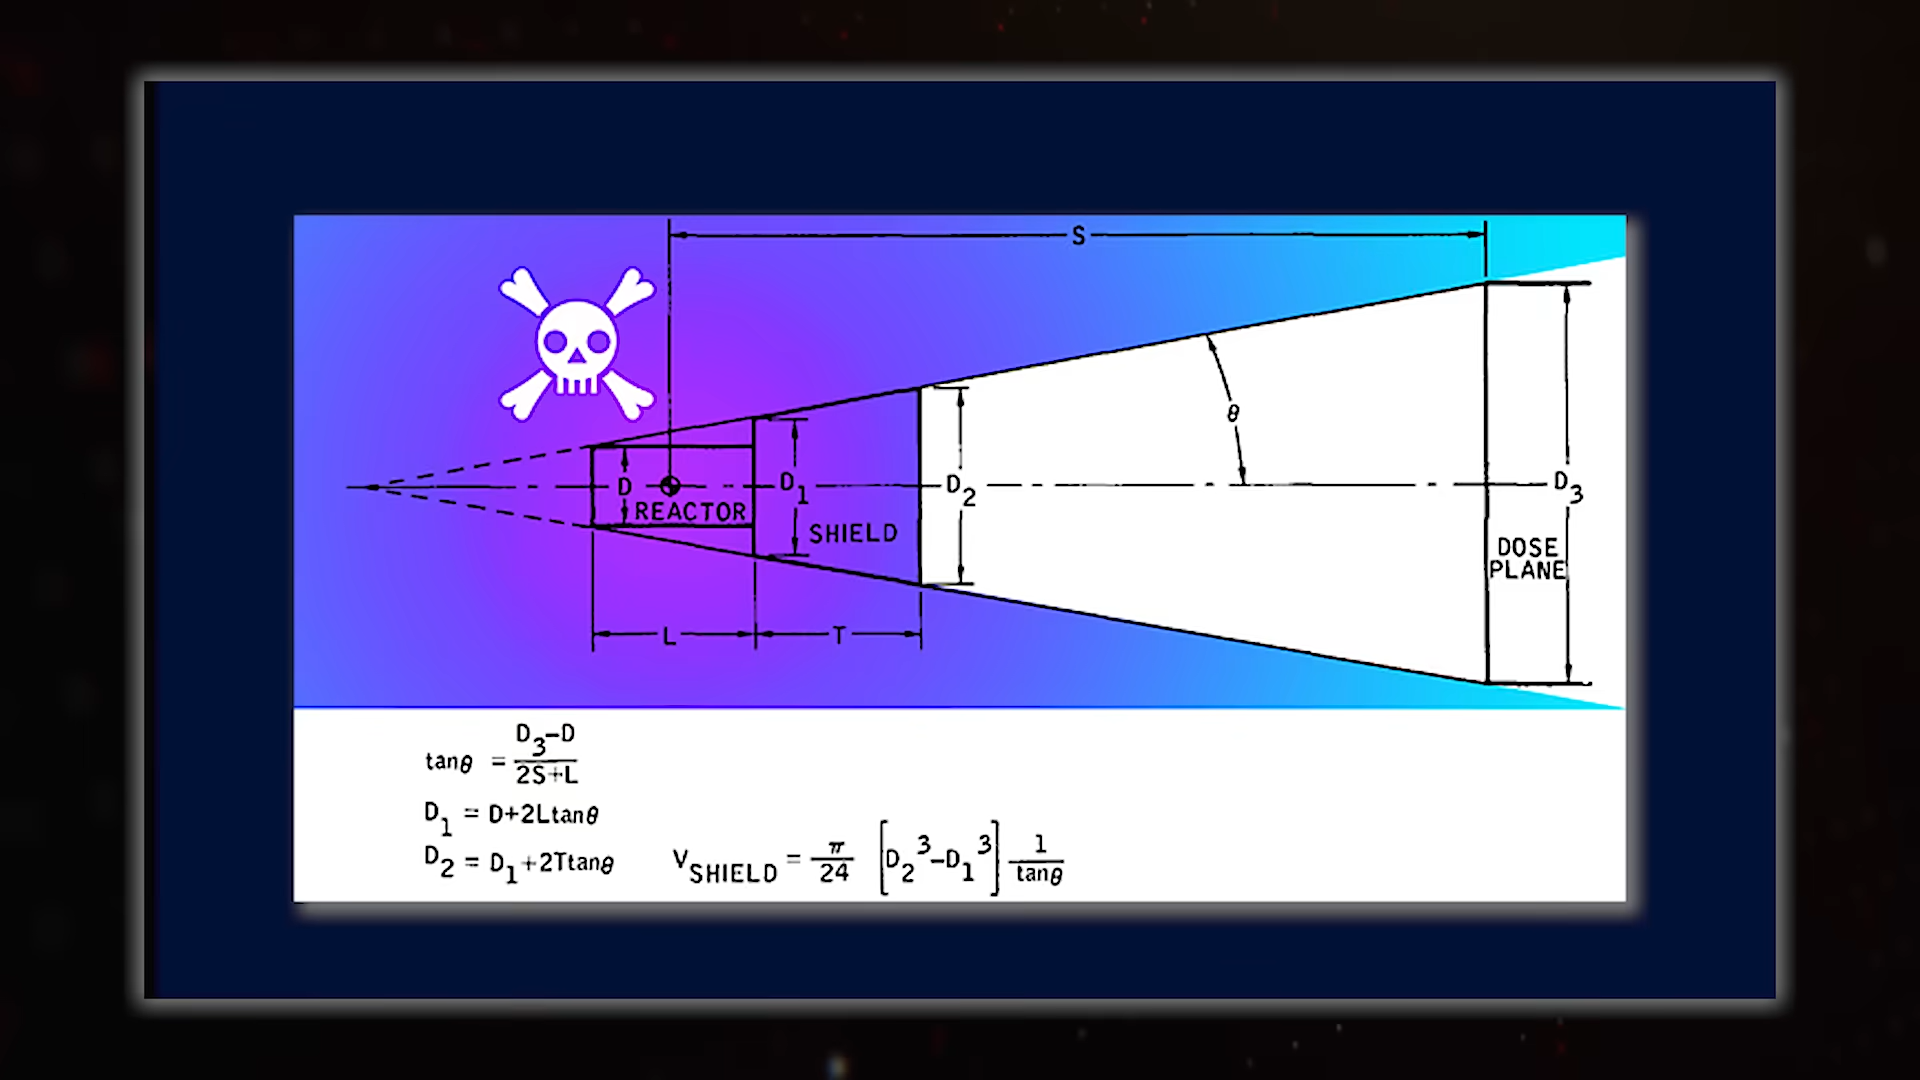 S
θ
D
D₁
D₂
D₃
REACTOR
SHIELD
DOSE
PLANE
L
T
tanθ = (D₃-D)/(2S+L)
D₁ = D+2Ltanθ
D₂ = D₁+2Ttanθ
V_SHIELD = π/24 [D₂³-D₁³] 1/tanθ